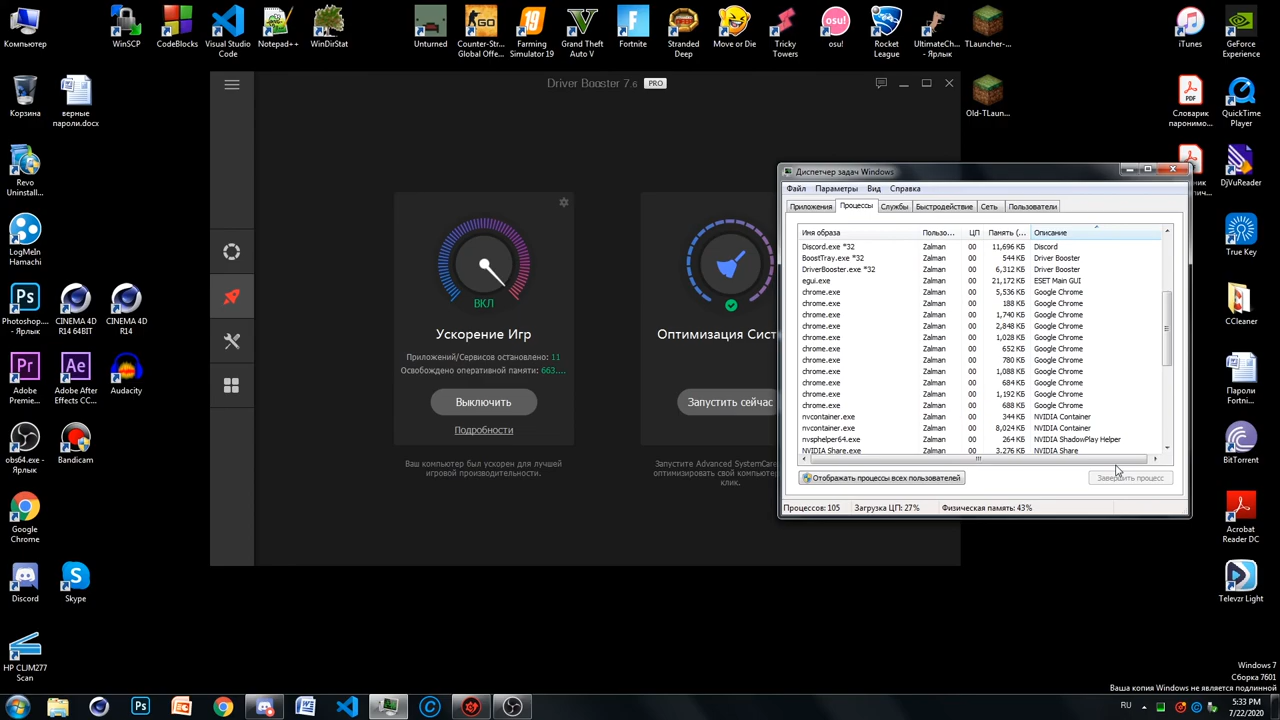 Компьютер
WinSCP
CodeBlocks
Visual Studio
Code
Notepad++
WinDirStat
Unturned
Counter-Str...
Global Offe...
Farming
Simulator 19
Grand Theft
Auto V
Fortnite
Stranded
Deep
Move or Die
Tricky
Towers
osu!
Rocket
League
UltimateCh...
- Ярлык
TLauncher-...
iTunes
GeForce
Experience
Корзина
верные
пароли.docx
Old-TLaun...
PDF
Словарик
паронимо...
QuickTime
Player
Revo
Uninstall...
DjVuReader
LogMeIn
Hamachi
True Key
Photoshop....
- Ярлык
CINEMA 4D
R14 64BIT
CINEMA 4D
R14
CCleaner
Adobe
Premie...
Adobe After
Effects CC...
Audacity
Пароли
Fortni...
obs64.exe -
Ярлык
Bandicam
BitTorrent
Google
Chrome
Acrobat
Reader DC
Discord
Skype
Televzr Light
HP CLJM277
Scan
Driver Booster 7.6 PRO
ВКЛ
Ускорение Игр
Приложений/Сервисов остановлено: 11
Освобождено оперативной памяти: 663....
Выключить
Подробности
Ваш компьютер был ускорен для лучшей
игровой производительности.
Оптимизация Сист
Запустить сейчас
Запустите Advanced SystemCare
оптимизировать свой компью
клик.
Диспетчер задач Windows
Файл Параметры Вид Справка
Приложения Процессы Службы Быстродействие Сеть Пользователи
Имя образа Пользо... ЦП Память (... Описание
Discord.exe *32 Zalman 00 11,696 КБ Discord
BoostTray.exe *32 Zalman 00 544 КБ Driver Booster
DriverBooster.exe *32 Zalman 00 6,312 КБ Driver Booster
egui.exe Zalman 00 21,172 КБ ESET Main GUI
chrome.exe Zalman 00 5,536 КБ Google Chrome
chrome.exe Zalman 00 188 КБ Google Chrome
chrome.exe Zalman 00 1,740 КБ Google Chrome
chrome.exe Zalman 00 2,848 КБ Google Chrome
chrome.exe Zalman 00 1,028 КБ Google Chrome
chrome.exe Zalman 00 652 КБ Google Chrome
chrome.exe Zalman 00 780 КБ Google Chrome
chrome.exe Zalman 00 1,088 КБ Google Chrome
chrome.exe Zalman 00 684 КБ Google Chrome
chrome.exe Zalman 00 1,192 КБ Google Chrome
chrome.exe Zalman 00 688 КБ Google Chrome
nvcontainer.exe Zalman 00 344 КБ NVIDIA Container
nvcontainer.exe Zalman 00 8,024 КБ NVIDIA Container
nvsphelper64.exe Zalman 00 264 КБ NVIDIA ShadowPlay Helper
NVIDIA Share.exe Zalman 00 3,276 КБ NVIDIA Share
Отображать процессы всех пользователей
Завершить процесс
Процессов: 105 Загрузка ЦП: 27% Физическая память: 43%
Windows 7
Сборка 7601
Ваша копия Windows не является подлинной
RU
5:33 PM
7/22/2020